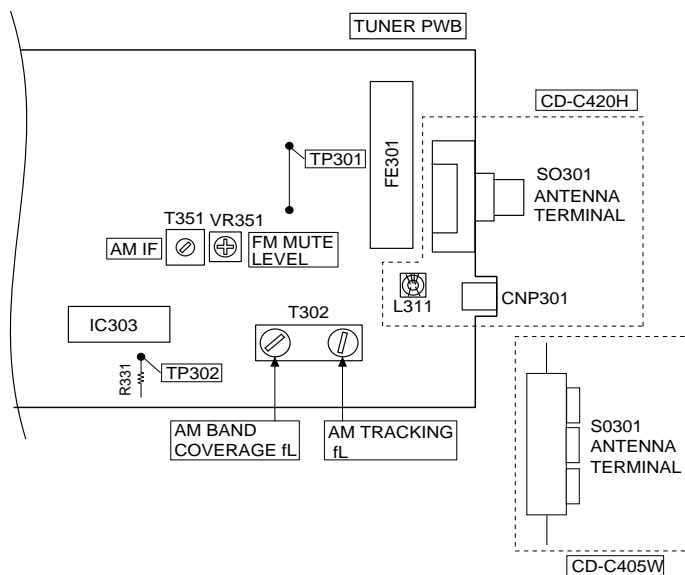 TUNER PWB
CD-C420H
FE301
TP301
SO301
ANTENNA
TERMINAL
T351
VR351
AM IF
FM MUTE
LEVEL
L311
CNP301
IC303
T302
R331
TP302
AM BAND
COVERAGE fL
AM TRACKING
fL
S0301
ANTENNA
TERMINAL
CD-C405W